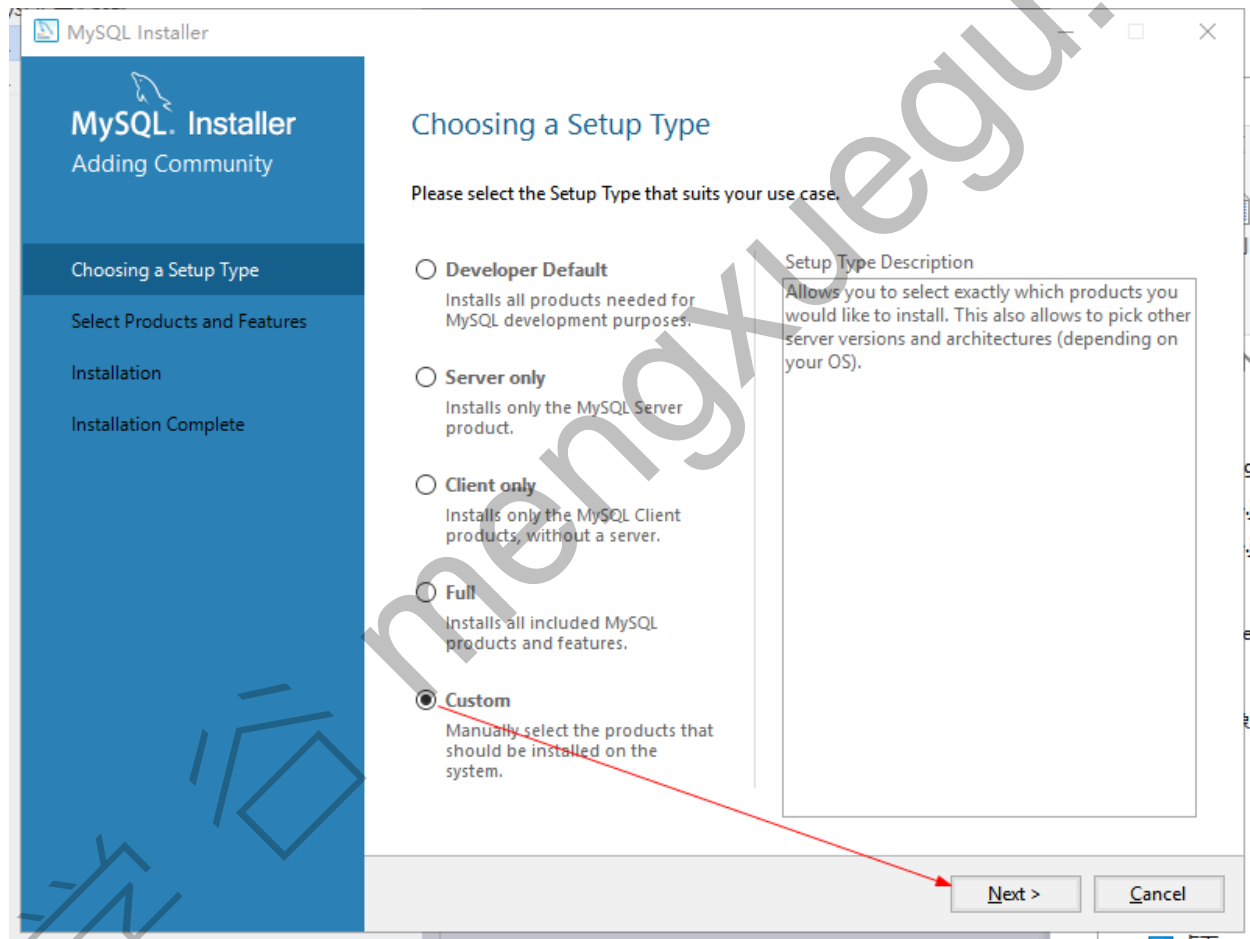 MySQL Installer
MySQL. Installer
Adding Community
Choosing a Setup Type
Select Products and Features
Installation
Installation Complete
Choosing a Setup Type
Please select the Setup Type that suits your use case.
Developer Default
Installs all products needed for
MySQL development purposes.
Server only
Installs only the MySQL Server
product.
Client only
Installs only the MySQL Client
products, without a server.
Full
Installs all included MySQL
products and features.
Custom
Manually select the products that
should be installed on the
system.
Setup Type Description
Allows you to select exactly which products you
would like to install. This also allows to pick other
server versions and architectures (depending on
your OS).
Next >
Cancel
谷 mengxuegu.